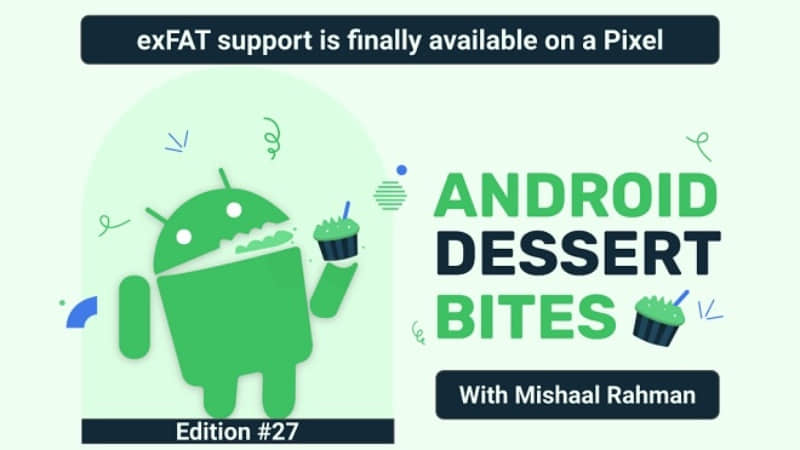 exFAT support is finally available on a Pixel
ANDROID
DESSERT
BITES
With Mishaal Rahman
Edition #27